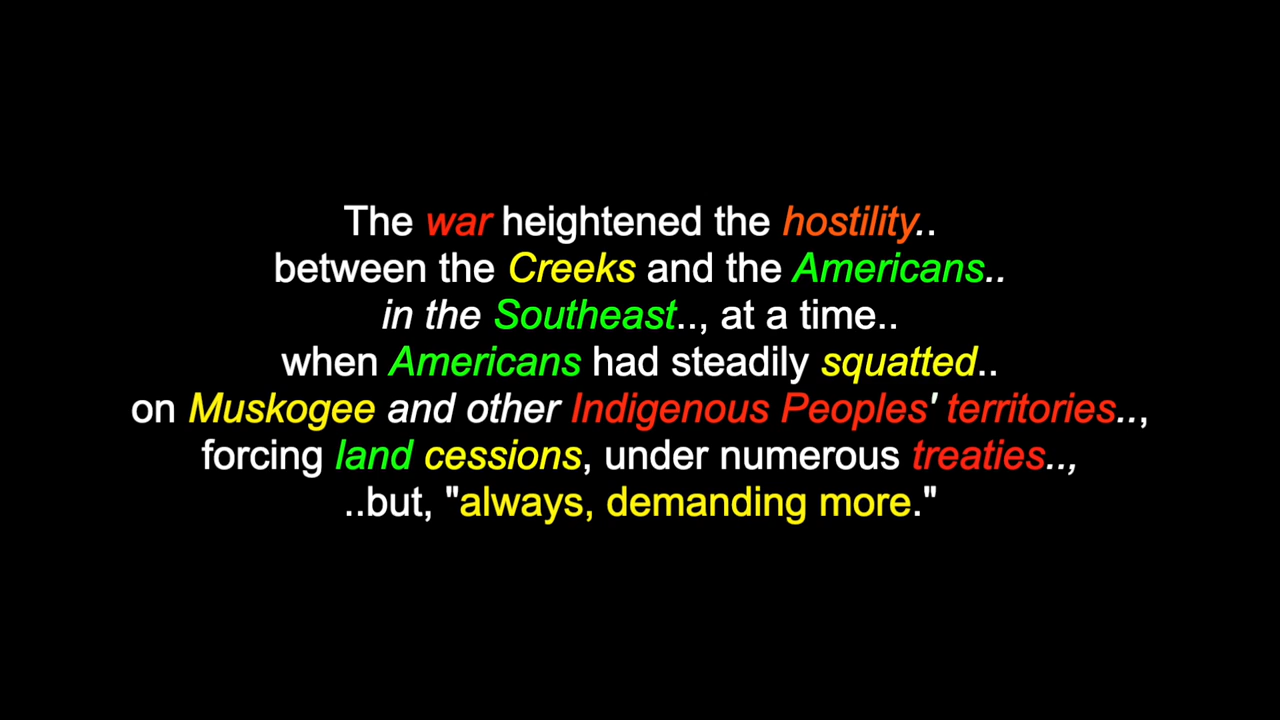 The war heightened the hostility..
between the Creeks and the Americans..
in the Southeast.., at a time..
when Americans had steadily squatted..
on Muskogee and other Indigenous Peoples' territories..,
forcing land cessions, under numerous treaties..,
..but, "always, demanding more."